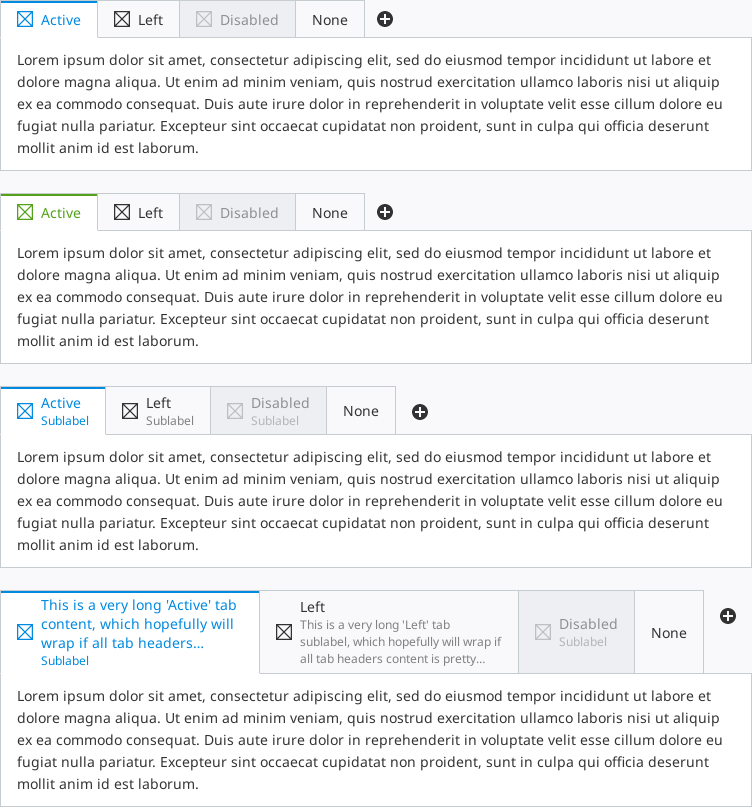 Active Left Disabled None
Lorem ipsum dolor sit amet, consectetur adipiscing elit, sed do eiusmod tempor incididunt ut labore et
dolore magna aliqua. Ut enim ad minim veniam, quis nostrud exercitation ullamco laboris nisi ut aliquip
ex ea commodo consequat. Duis aute irure dolor in reprehenderit in voluptate velit esse cillum dolore eu
fugiat nulla pariatur. Excepteur sint occaecat cupidatat non proident, sunt in culpa qui officia deserunt
mollit anim id est laborum.
Active Left Disabled None
Lorem ipsum dolor sit amet, consectetur adipiscing elit, sed do eiusmod tempor incididunt ut labore et
dolore magna aliqua. Ut enim ad minim veniam, quis nostrud exercitation ullamco laboris nisi ut aliquip
ex ea commodo consequat. Duis aute irure dolor in reprehenderit in voluptate velit esse cillum dolore eu
fugiat nulla pariatur. Excepteur sint occaecat cupidatat non proident, sunt in culpa qui officia deserunt
mollit anim id est laborum.
Active
Sublabel
Left
Sublabel
Disabled
Sublabel
None
Lorem ipsum dolor sit amet, consectetur adipiscing elit, sed do eiusmod tempor incididunt ut labore et
dolore magna aliqua. Ut enim ad minim veniam, quis nostrud exercitation ullamco laboris nisi ut aliquip
ex ea commodo consequat. Duis aute irure dolor in reprehenderit in voluptate velit esse cillum dolore eu
fugiat nulla pariatur. Excepteur sint occaecat cupidatat non proident, sunt in culpa qui officia deserunt
mollit anim id est laborum.
This is a very long 'Active' tab
content, which hopefully will
wrap if all tab headers...
Sublabel
Left
This is a very long 'Left' tab
sublabel, which hopefully will wrap if
all tab headers content is pretty...
Disabled
Sublabel
None
Lorem ipsum dolor sit amet, consectetur adipiscing elit, sed do eiusmod tempor incididunt ut labore et
dolore magna aliqua. Ut enim ad minim veniam, quis nostrud exercitation ullamco laboris nisi ut aliquip
ex ea commodo consequat. Duis aute irure dolor in reprehenderit in voluptate velit esse cillum dolore eu
fugiat nulla pariatur. Excepteur sint occaecat cupidatat non proident, sunt in culpa qui officia deserunt
mollit anim id est laborum.